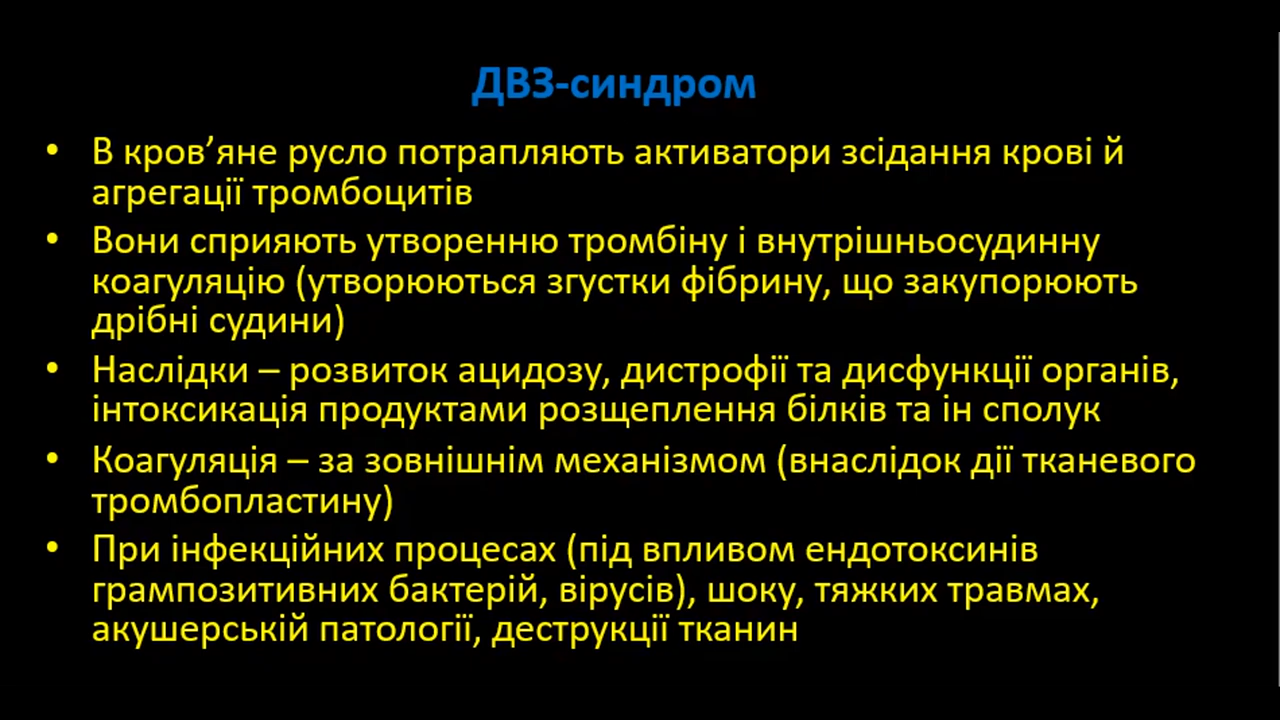 ДВЗ-синдром
• В кров’яне русло потрапляють активатори зсідання крові й
агрегації тромбоцитів
• Вони сприяють утворенню тромбіну і внутрішньосудинну
коагуляцію (утворюються згустки фібрину, що закупорюють
дрібні судини)
• Наслідки – розвиток ацидозу, дистрофії та дисфункції органів,
інтоксикація продуктами розщеплення білків та ін сполук
• Коагуляція – за зовнішнім механізмом (внаслідок дії тканевого
тромбопластину)
• При інфекційних процесах (під впливом ендотоксинів
грампозитивних бактерій, вірусів), шоку, тяжких травмах,
акушерській патології, деструкції тканин